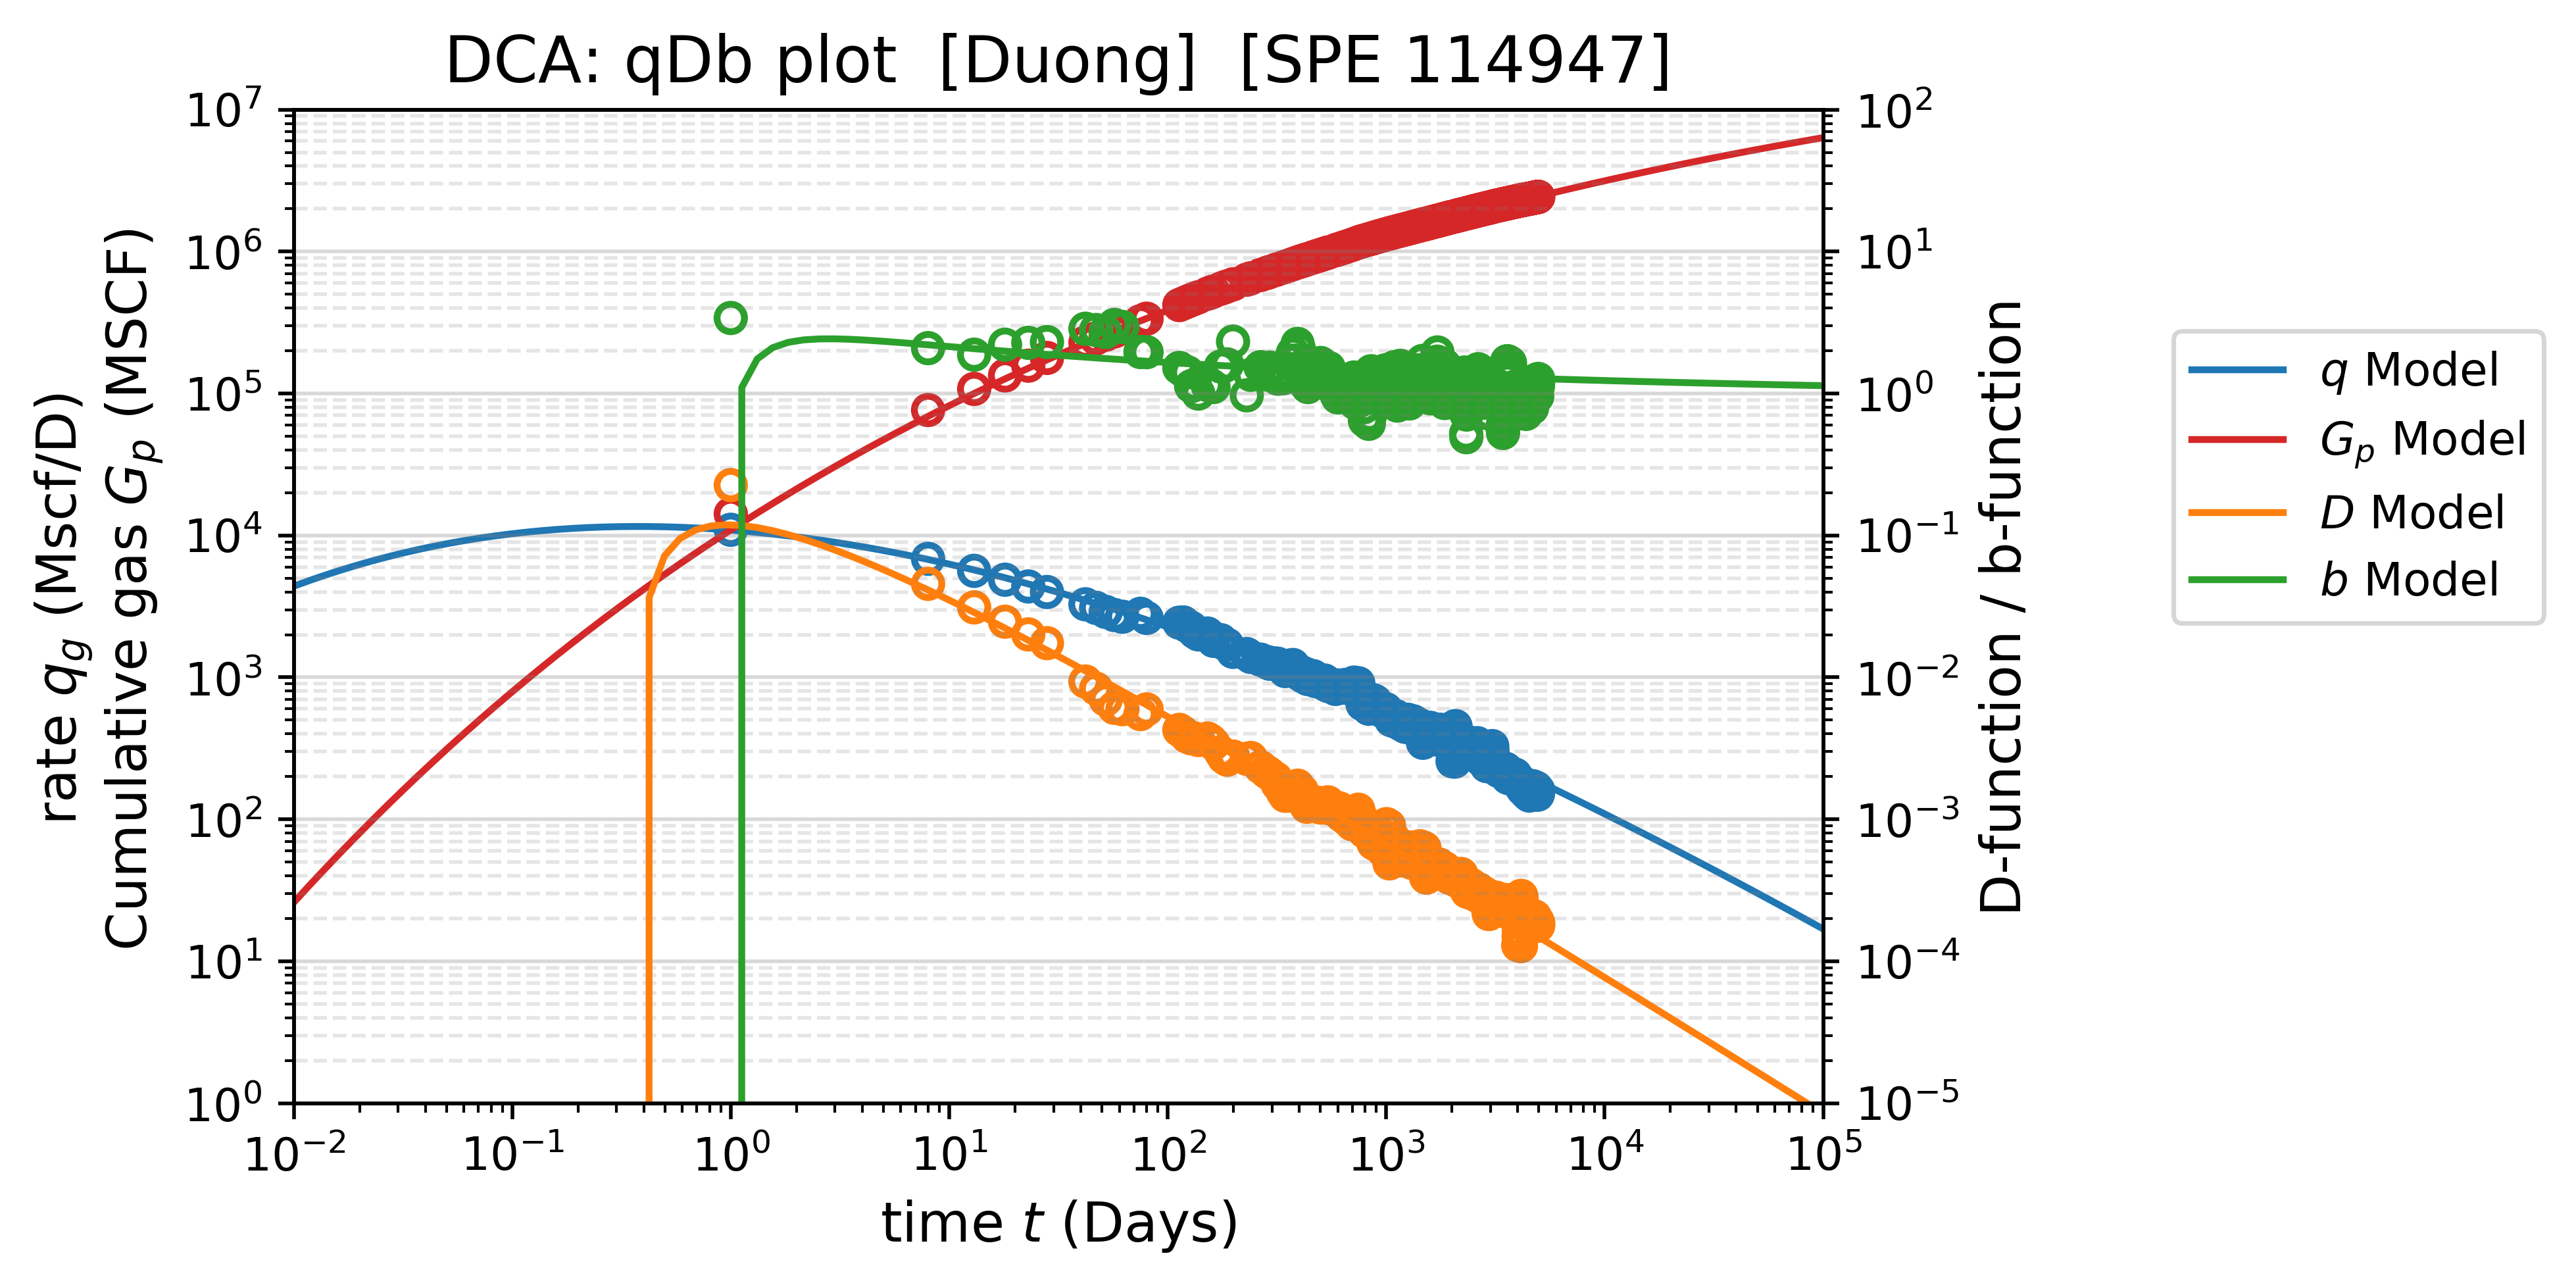 DCA: qDb plot [Duong] [SPE 114947]
rate q_g (Mscf/D)
Cumulative gas G_p (MSCF)
10^7
10^6
10^5
10^4
10^3
10^2
10^1
10^0
10^2
10^1
10^0
10^−1
10^−2
10^−3
10^−4
10^−5
D-function / b-function
10^−2 10^−1 10^0 10^1 10^2 10^3 10^4 10^5
time t (Days)
q Model
G_p Model
D Model
b Model